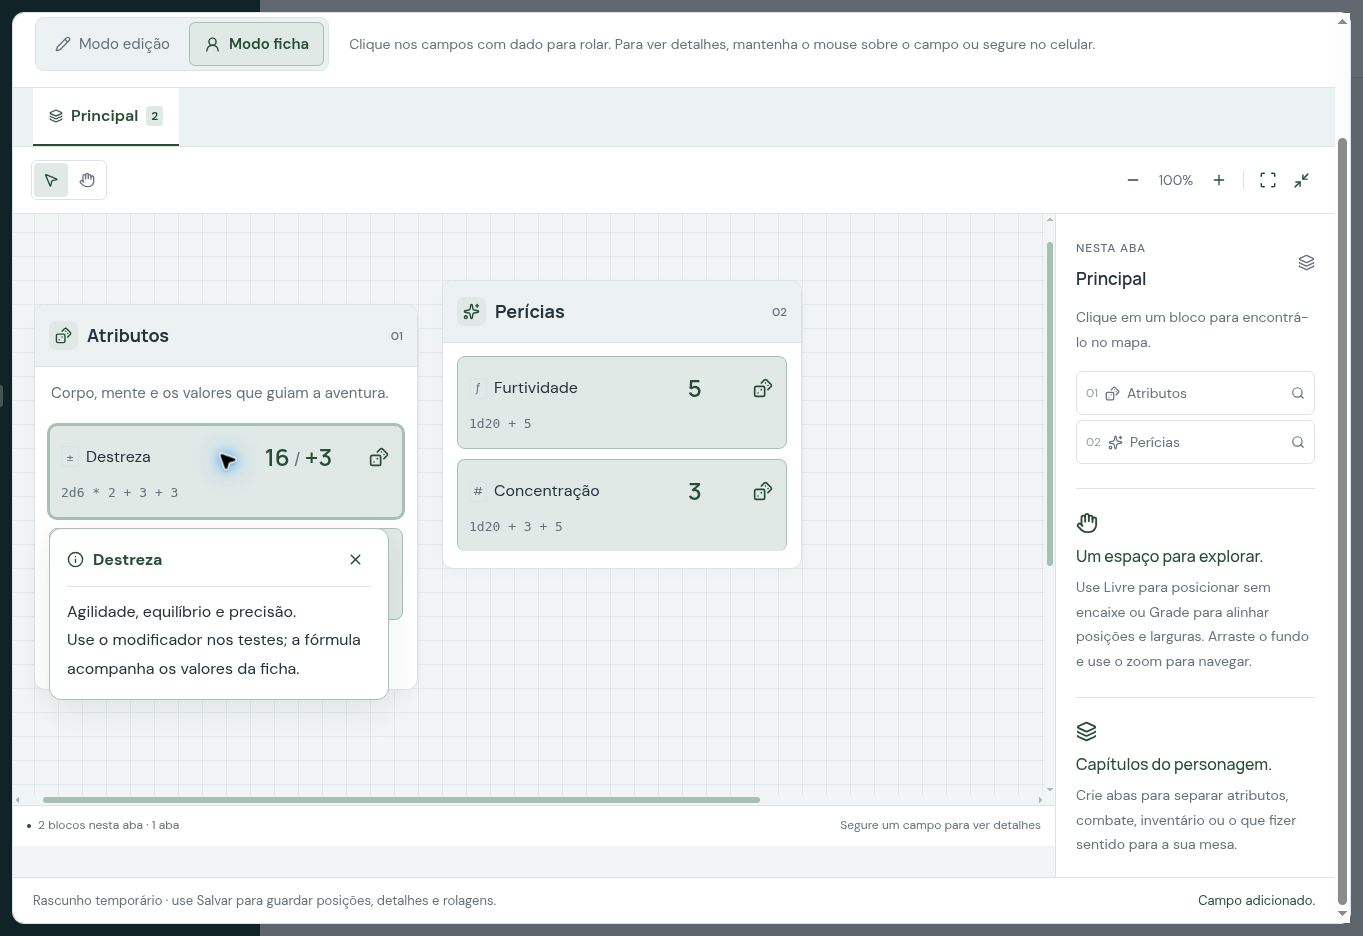 Modo edição
Modo ficha
Clique nos campos com dado para rolar. Para ver detalhes, mantenha o mouse sobre o campo ou segure no celular.
Principal 2
100%
Atributos 01
Corpo, mente e os valores que guiam a aventura.
± Destreza 16 / +3
2d6 * 2 + 3 + 3
Destreza
Agilidade, equilíbrio e precisão.
Use o modificador nos testes; a fórmula
acompanha os valores da ficha.
Perícias 02
ƒ Furtividade 5
1d20 + 5
# Concentração 3
1d20 + 3 + 5
NESTA ABA
Principal
Clique em um bloco para encontrá-
lo no mapa.
01 Atributos
02 Perícias
Um espaço para explorar.
Use Livre para posicionar sem
encaixe ou Grade para alinhar
posições e larguras. Arraste o fundo
e use o zoom para navegar.
Capítulos do personagem.
Crie abas para separar atributos,
combate, inventário ou o que fizer
sentido para a sua mesa.
2 blocos nesta aba · 1 aba
Segure um campo para ver detalhes
Rascunho temporário · use Salvar para guardar posições, detalhes e rolagens.
Campo adicionado.